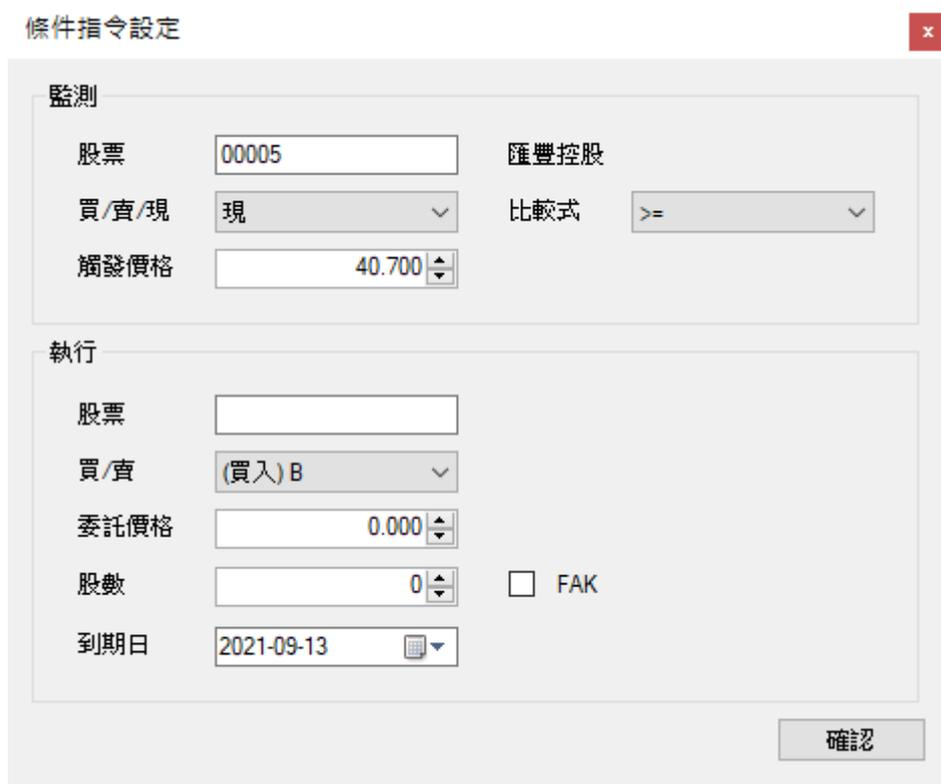 條件指令設定 x
監測
股票 00005 匯豐控股
買/賣/現 現 比較式 >=
觸發價格 40.700
執行
股票
買/賣 (買入) B
委託價格 0.000
股數 0 FAK
到期日 2021-09-13
確認